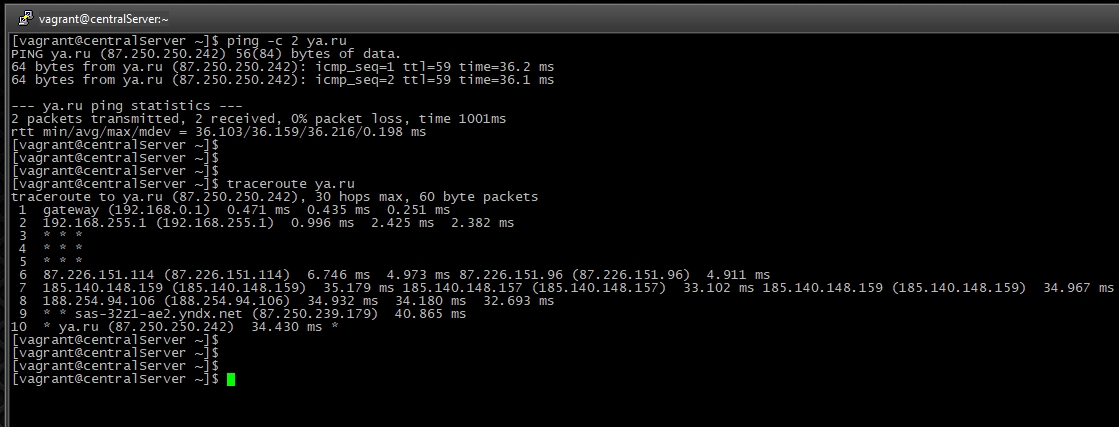 vagrant@centralServer:~
[vagrant@centralServer ~]$ ping -c 2 ya.ru
PING ya.ru (87.250.250.242) 56(84) bytes of data.
64 bytes from ya.ru (87.250.250.242): icmp_seq=1 ttl=59 time=36.2 ms
64 bytes from ya.ru (87.250.250.242): icmp_seq=2 ttl=59 time=36.1 ms
--- ya.ru ping statistics ---
2 packets transmitted, 2 received, 0% packet loss, time 1001ms
rtt min/avg/max/mdev = 36.103/36.159/36.216/0.198 ms
[vagrant@centralServer ~]$
[vagrant@centralServer ~]$
[vagrant@centralServer ~]$
[vagrant@centralServer ~]$ traceroute ya.ru
traceroute to ya.ru (87.250.250.242), 30 hops max, 60 byte packets
 1  gateway (192.168.0.1)  0.471 ms  0.435 ms  0.251 ms
 2  192.168.255.1 (192.168.255.1)  0.996 ms  2.425 ms  2.382 ms
 3  * * *
 4  * * *
 5  * * *
 6  87.226.151.114 (87.226.151.114)  6.746 ms  4.973 ms 87.226.151.96 (87.226.151.96)  4.911 ms
 7  185.140.148.159 (185.140.148.159)  35.179 ms 185.140.148.157 (185.140.148.157)  33.102 ms 185.140.148.159 (185.140.148.159)  34.967 ms
 8  188.254.94.106 (188.254.94.106)  34.932 ms  34.180 ms  32.693 ms
 9  * * sas-32z1-ae2.yndx.net (87.250.239.179)  40.865 ms
10  * ya.ru (87.250.250.242)  34.430 ms *
[vagrant@centralServer ~]$
[vagrant@centralServer ~]$
[vagrant@centralServer ~]$
[vagrant@centralServer ~]$